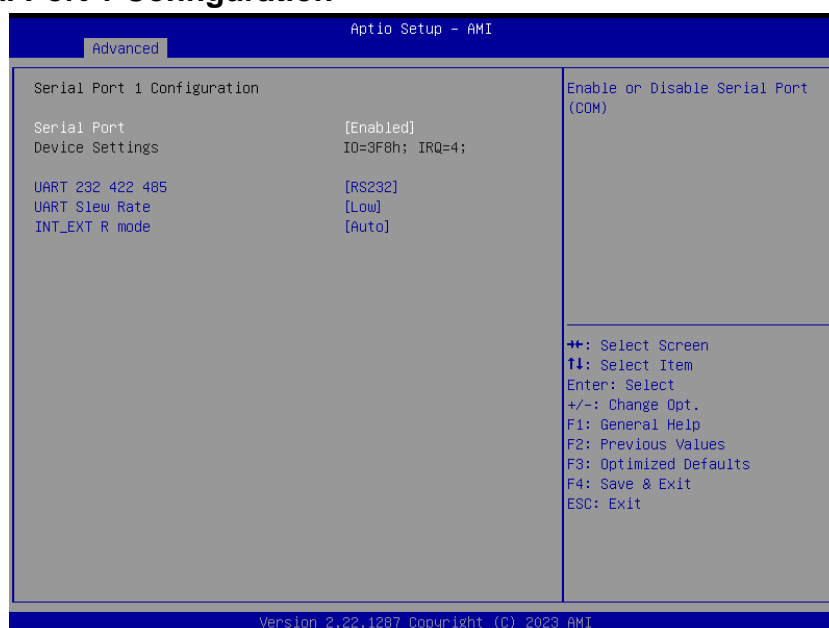 Port 1 Configuration
Aptio Setup – AMI
Advanced
Serial Port 1 Configuration
Serial Port [Enabled]
Device Settings IO=3F8h; IRQ=4;
UART 232 422 485 [RS232]
UART Slew Rate [Low]
INT_EXT R mode [Auto]
Enable or Disable Serial Port
(COM)
→←: Select Screen
↑↓: Select Item
Enter: Select
+/-: Change Opt.
F1: General Help
F2: Previous Values
F3: Optimized Defaults
F4: Save & Exit
ESC: Exit
Version 2.22.1287 Copyright (C) 2023 AMI